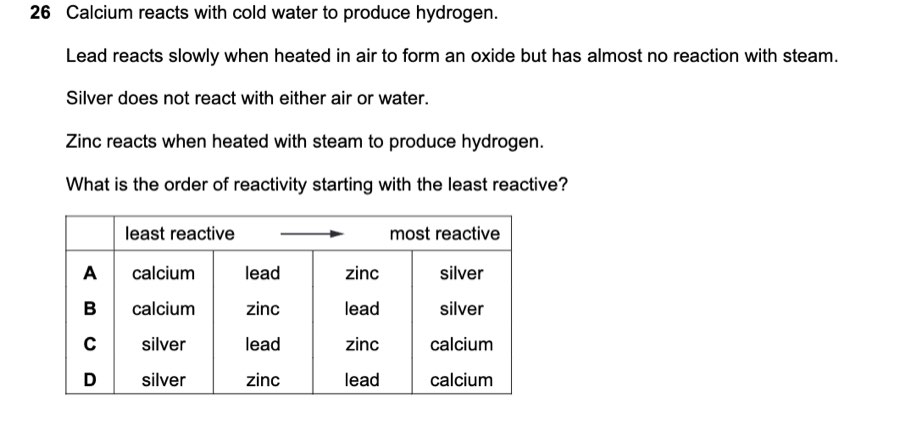 26 Calcium reacts with cold water to produce hydrogen.
Lead reacts slowly when heated in air to form an oxide but has almost no reaction with steam.
Silver does not react with either air or water.
Zinc reacts when heated with steam to produce hydrogen.
What is the order of reactivity starting with the least reactive?
least reactive most reactive
A calcium lead zinc silver
B calcium zinc lead silver
C silver lead zinc calcium
D silver zinc lead calcium